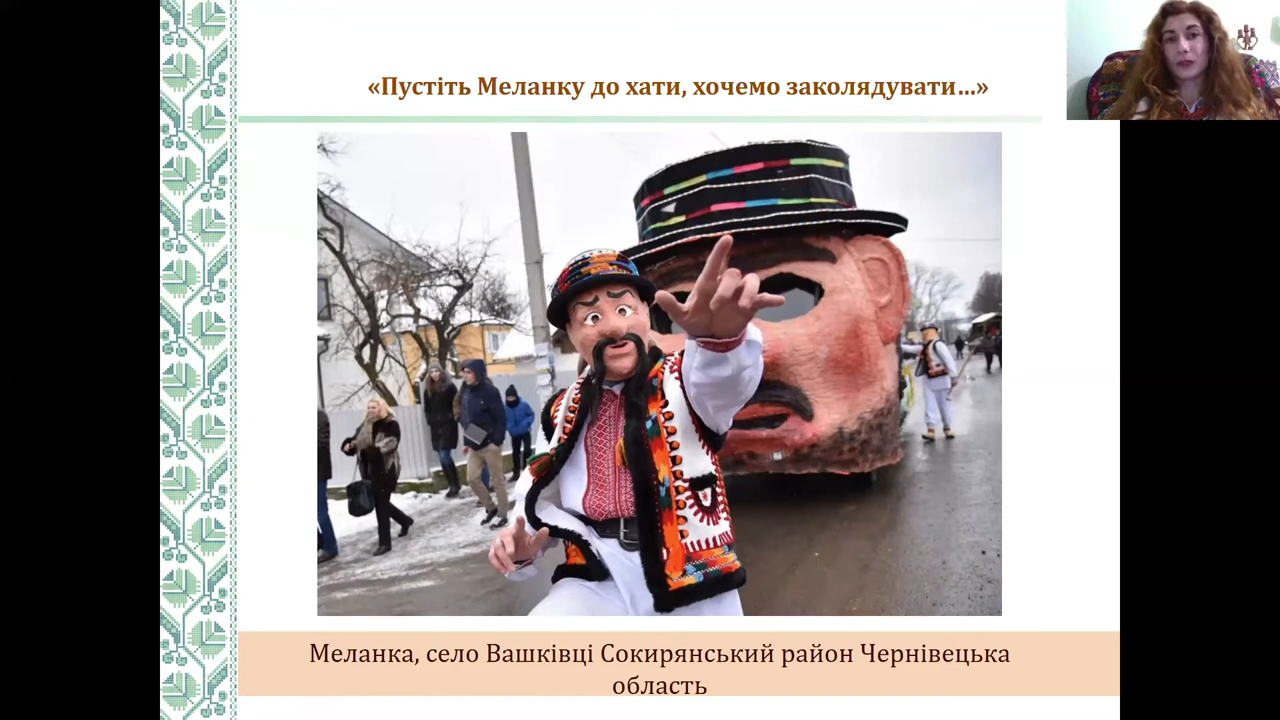 «Пустіть Меланку до хати, хочемо заколядувати...»
Меланка, село Вашківці Сокирянський район Чернівецька
область